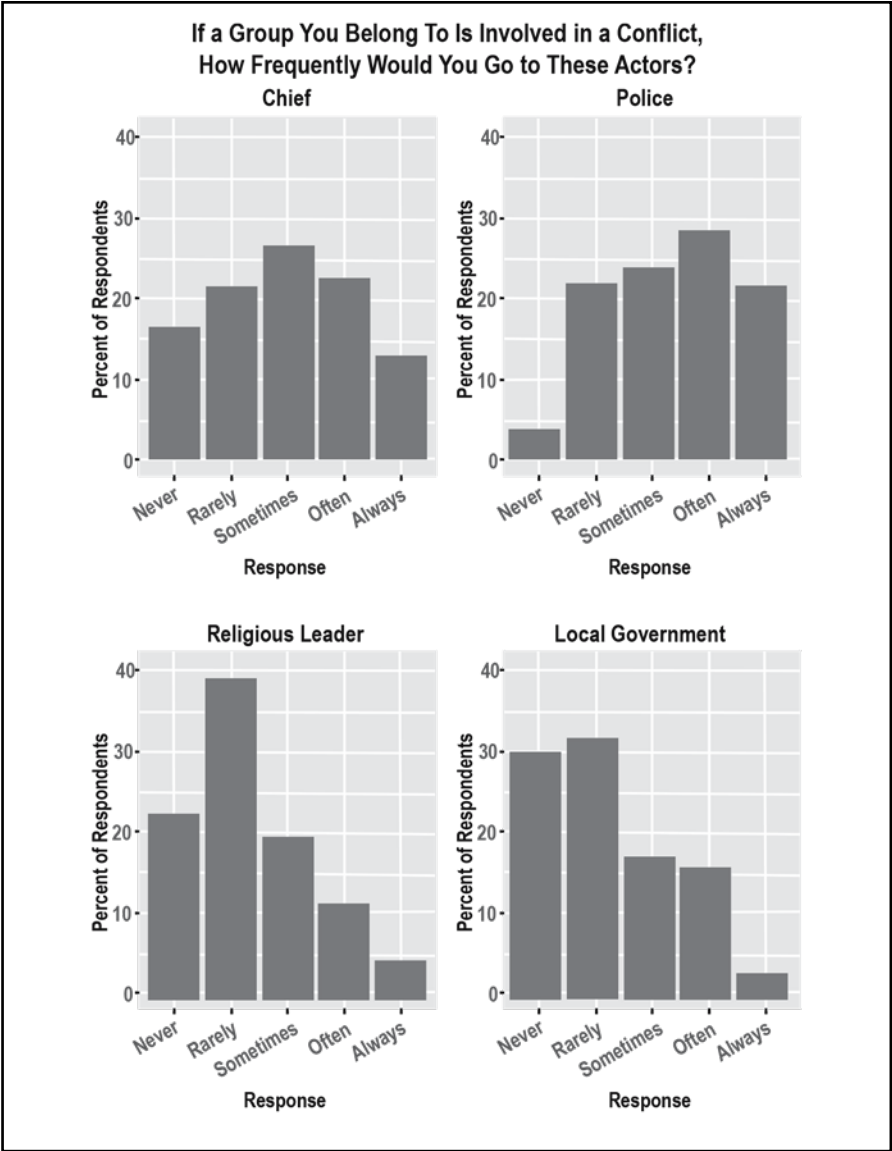 If a Group You Belong To Is Involved in a Conflict,
How Frequently Would You Go to These Actors?
Chief
Percent of Respondents
40
30
20
10
0
Never
Rarely
Sometimes
Often
Always
Response
Police
Percent of Respondents
40
30
20
10
0
Never
Rarely
Sometimes
Often
Always
Response
Religious Leader
Percent of Respondents
40
30
20
10
0
Never
Rarely
Sometimes
Often
Always
Response
Local Government
Percent of Respondents
40
30
20
10
0
Never
Rarely
Sometimes
Often
Always
Response